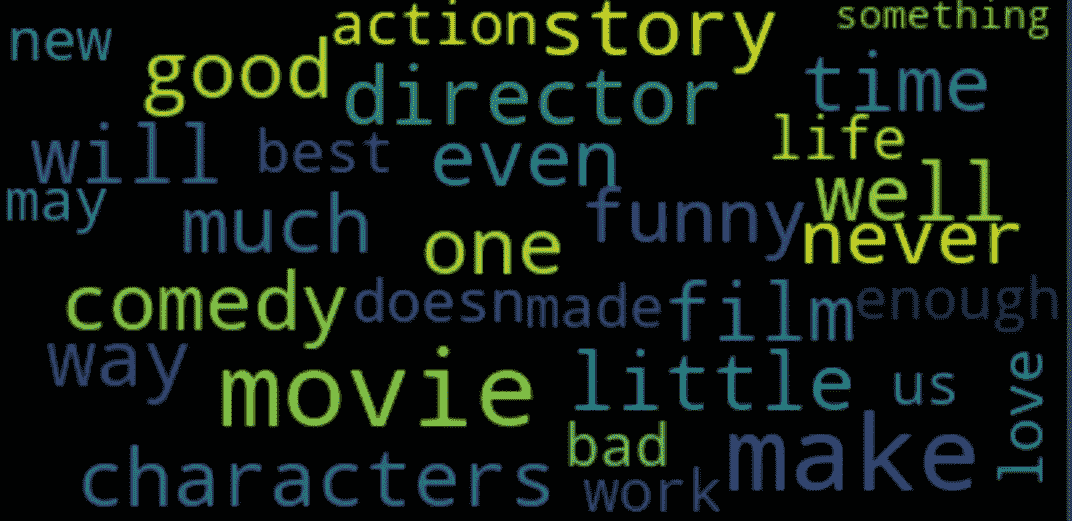 new good action story something
director time
will best even life
may much funny well
one never
comedy doesn made film enough
way movie little us love
characters bad work make